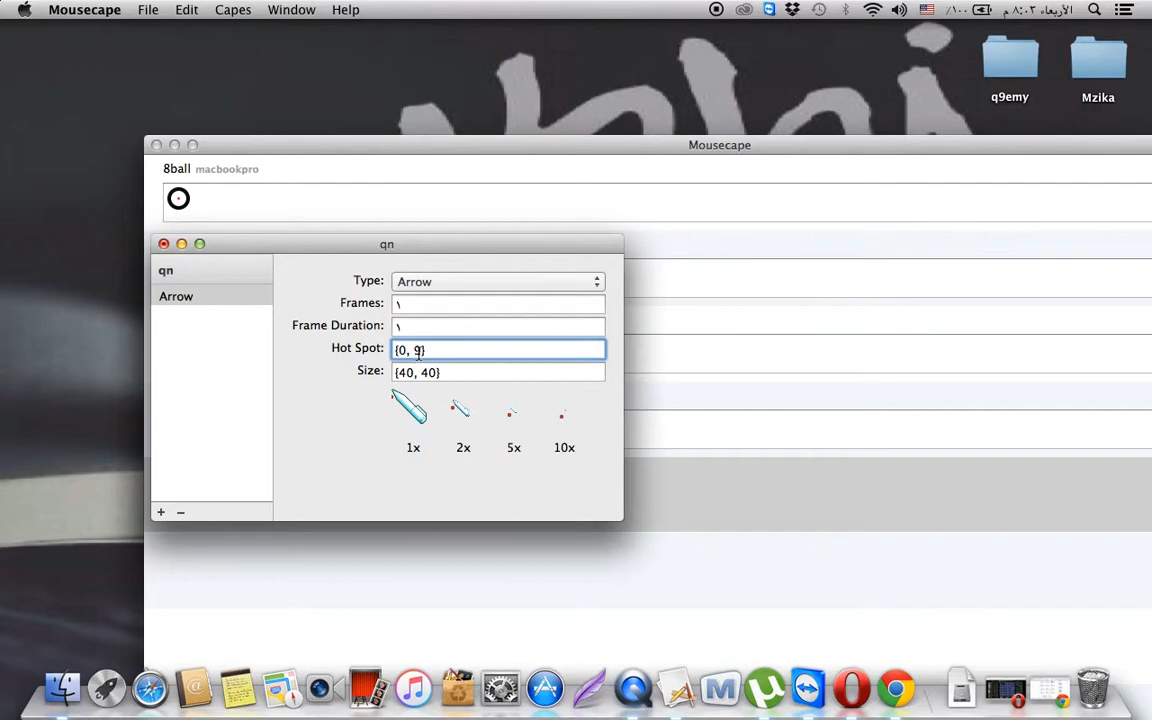 Mousecape File Edit Capes Window Help
١٠٠٪ الأربعاء ٨:٠٣ م
q9emy Mzika
Mousecape
8ball macbookpro
qn
qn
Arrow
Type: Arrow
Frames: ١
Frame Duration: ١
Hot Spot: {0, 9}
Size: {40, 40}
1x 2x 5x 10x
+ −